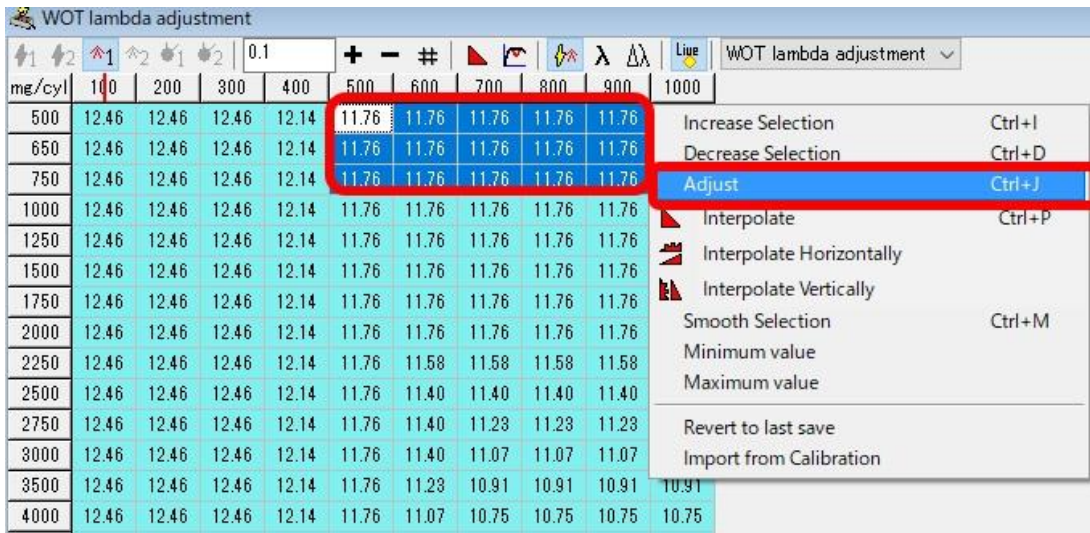 WOT lambda adjustment
1 2 1 2 1 2 0.1 + - # λ Δλ Live WOT lambda adjustment
mg/cyl 100 200 300 400 500 600 700 800 900 1000
500 12.46 12.46 12.46 12.14 11.76 11.76 11.76 11.76 11.76
650 12.46 12.46 12.46 12.14 11.76 11.76 11.76 11.76 11.76
750 12.46 12.46 12.46 12.14 11.76 11.76 11.76 11.76 11.76
1000 12.46 12.46 12.46 12.14 11.76 11.76 11.76 11.76 11.76
1250 12.46 12.46 12.46 12.14 11.76 11.76 11.76 11.76 11.76
1500 12.46 12.46 12.46 12.14 11.76 11.76 11.76 11.76 11.76
1750 12.46 12.46 12.46 12.14 11.76 11.76 11.76 11.76 11.76
2000 12.46 12.46 12.46 12.14 11.76 11.76 11.76 11.76 11.76
2250 12.46 12.46 12.46 12.14 11.76 11.58 11.58 11.58 11.58
2500 12.46 12.46 12.46 12.14 11.76 11.40 11.40 11.40 11.40
2750 12.46 12.46 12.46 12.14 11.76 11.40 11.23 11.23 11.23
3000 12.46 12.46 12.46 12.14 11.76 11.40 11.07 11.07 11.07
3500 12.46 12.46 12.46 12.14 11.76 11.23 10.91 10.91 10.91 10.91
4000 12.46 12.46 12.46 12.14 11.76 11.07 10.75 10.75 10.75 10.75
Increase Selection Ctrl+I
Decrease Selection Ctrl+D
Adjust Ctrl+J
Interpolate Ctrl+P
Interpolate Horizontally
Interpolate Vertically
Smooth Selection Ctrl+M
Minimum value
Maximum value
Revert to last save
Import from Calibration